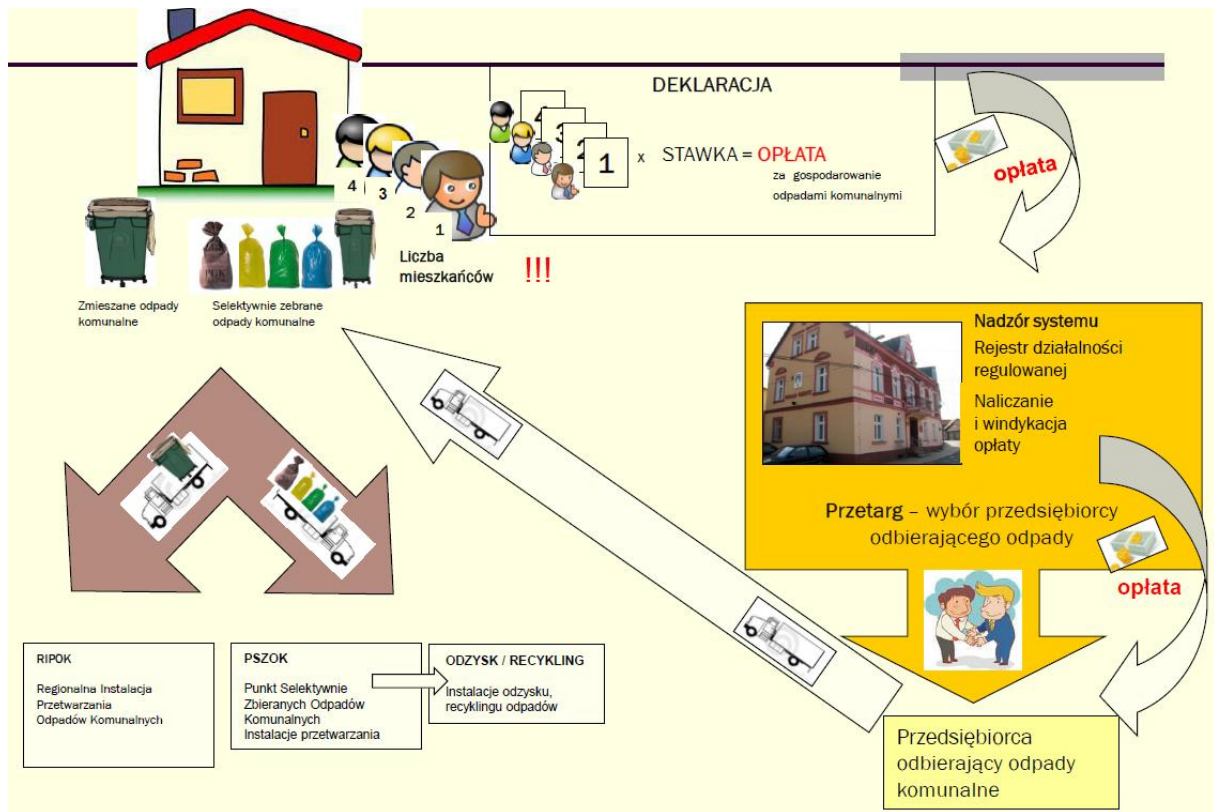 DEKLARACJA
4
3
2
1
4
3
2
1
x STAWKA = OPŁATA
za gospodarowanie
odpadami komunalnymi
opłata
Liczba
mieszkańców
!!!
Zmieszane odpady
komunalne
Selektywnie zebrane
odpady komunalne
Nadzór systemu
Rejestr działalności
regulowanej
Naliczanie
i windykacja
opłaty
Przetarg – wybór przedsiębiorcy
odbierającego odpady
opłata
RIPOK
Regionalna Instalacja
Przetwarzania
Odpadów Komunalnych
PSZOK
Punkt Selektywnie
Zbieranych Odpadów
Komunalnych
Instalacje przetwarzania
ODZYSK / RECYKLING
Instalacje odzysku,
recyklingu odpadów
Przedsiębiorca
odbierający odpady
komunalne